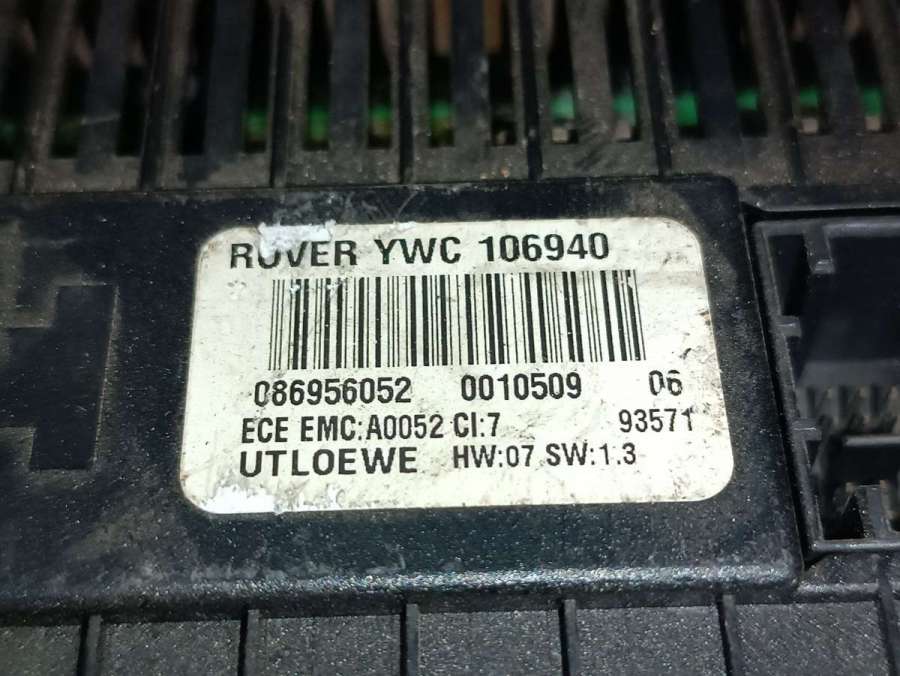 ROVER YWC 106940
086956052 0010509 06
ECE EMC:A0052 CI:7 93571
UTLOEWE HW:07 SW:1.3